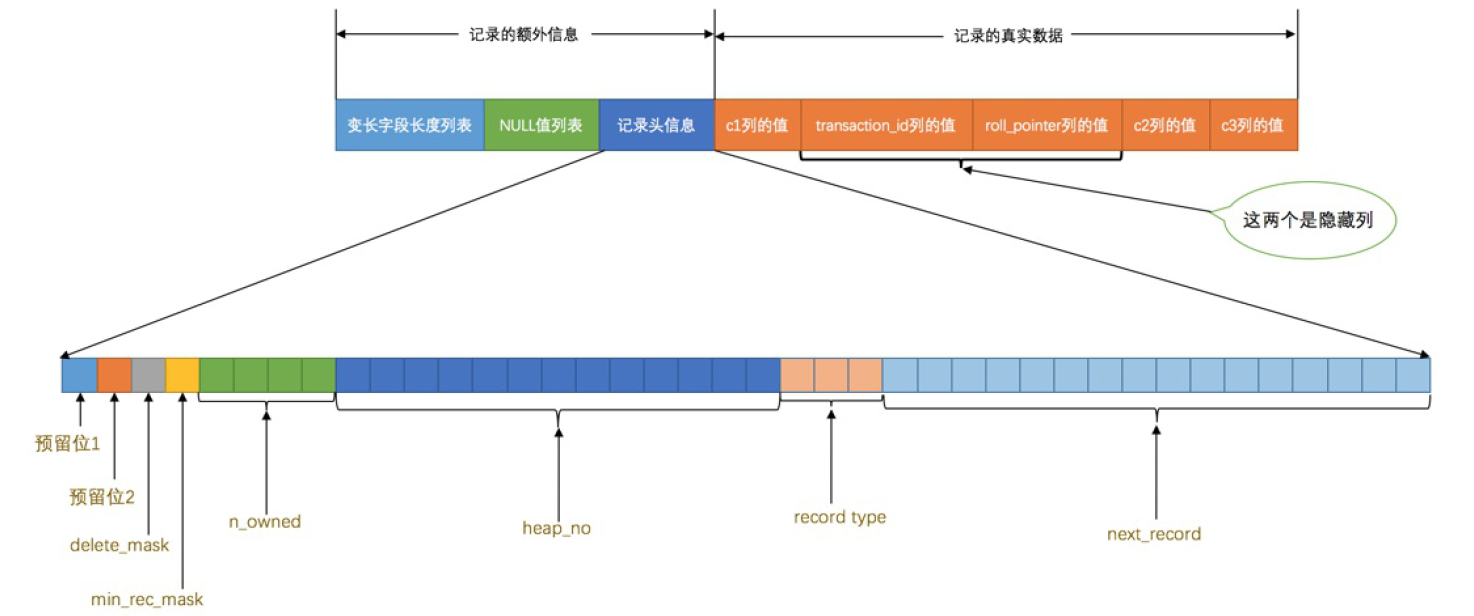 记录的额外信息
记录的真实数据
变长字段长度列表
NULL值列表
记录头信息
c1列的值
transaction_id列的值
roll_pointer列的值
c2列的值
c3列的值
这两个是隐藏列
预留位1
预留位2
delete_mask
min_rec_mask
n_owned
heap_no
record type
next_record